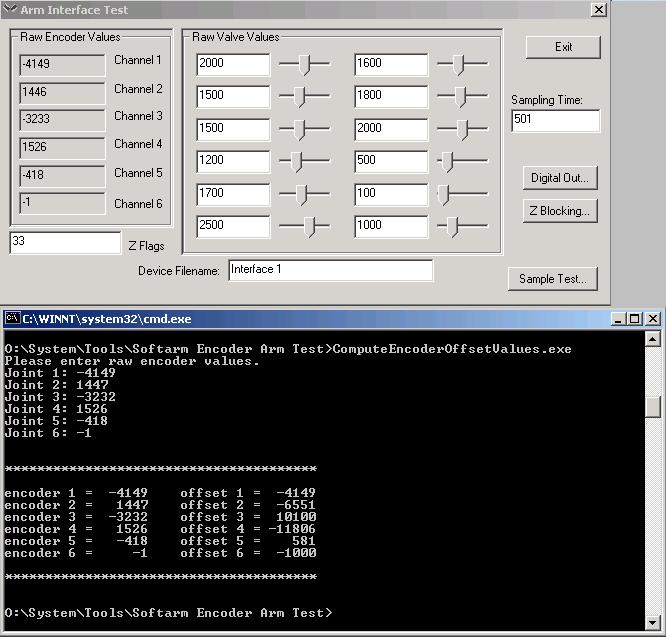 Arm Interface Test
Raw Encoder Values
-4149 Channel 1
1446 Channel 2
-3233 Channel 3
1526 Channel 4
-418 Channel 5
-1 Channel 6
33 Z Flags
Raw Valve Values
2000 1600
1500 1800
1500 2000
1200 500
1700 100
2500 1000
Exit
Sampling Time:
501
Digital Out...
Z Blocking...
Device Filename: Interface 1
Sample Test...
C:\WINNT\system32\cmd.exe
O:\System\Tools\Softarm Encoder Arm Test>ComputeEncoderOffsetValues.exe
Please enter raw encoder values.
Joint 1: -4149
Joint 2: 1447
Joint 3: -3232
Joint 4: 1526
Joint 5: -418
Joint 6: -1
***************************************
encoder 1 = -4149 offset 1 = -4149
encoder 2 = 1447 offset 2 = -6551
encoder 3 = -3232 offset 3 = 10100
encoder 4 = 1526 offset 4 = -11806
encoder 5 = -418 offset 5 = 581
encoder 6 = -1 offset 6 = -1000
***************************************
O:\System\Tools\Softarm Encoder Arm Test>